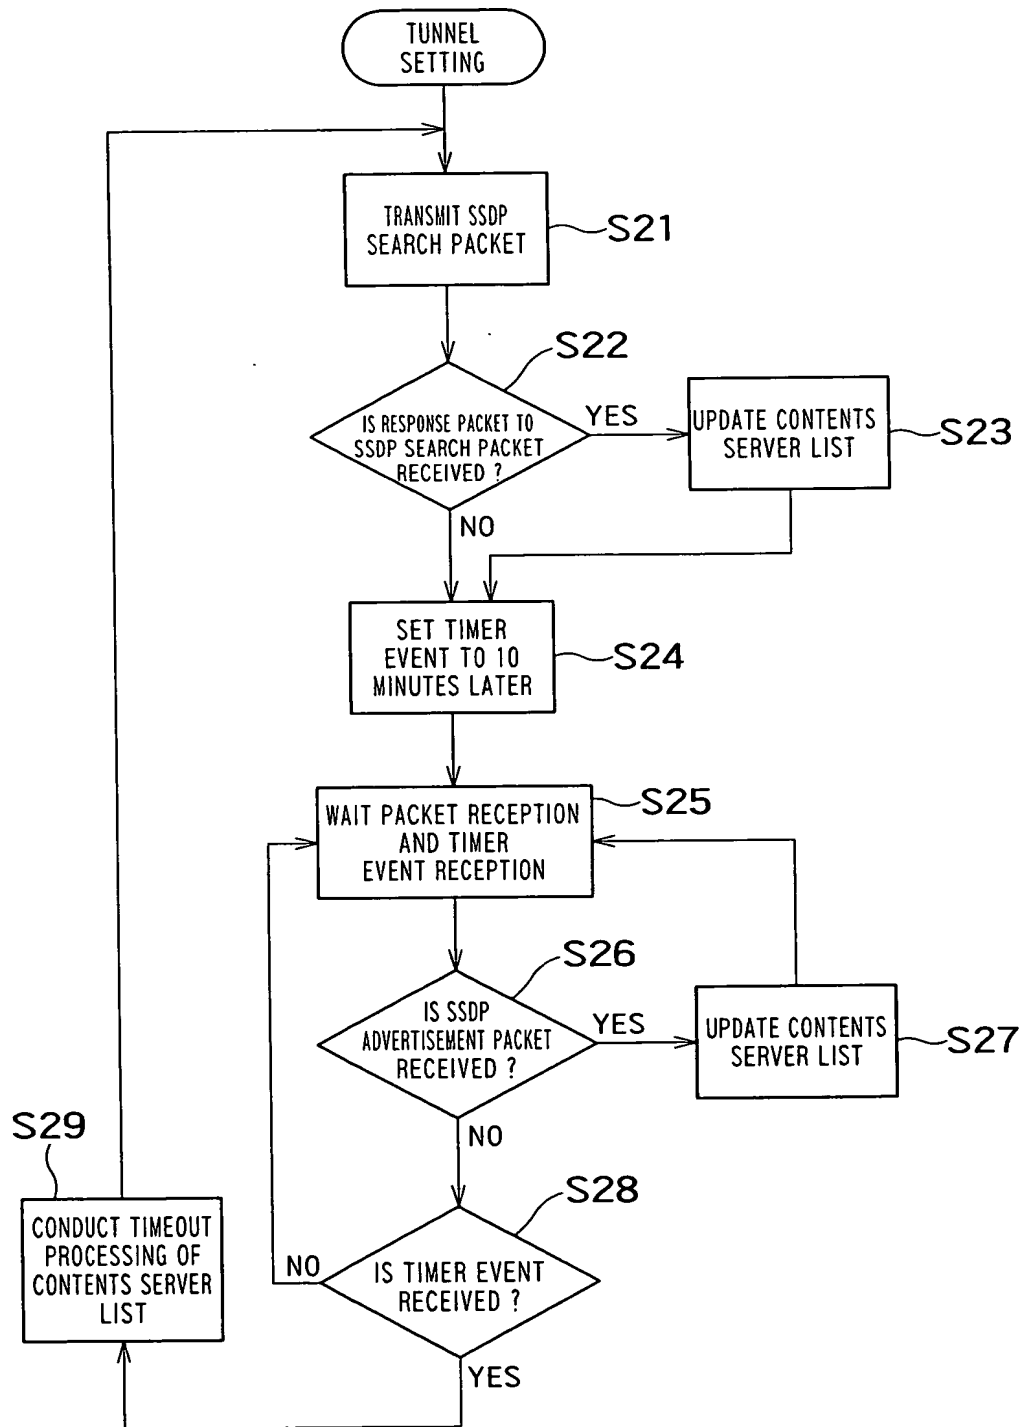 TUNNEL
SETTING
TRANSMIT SSDP
SEARCH PACKET
S21
S22
IS RESPONSE PACKET TO
SSDP SEARCH PACKET
RECEIVED ?
YES
UPDATE CONTENTS
SERVER LIST
S23
NO
SET TIMER
EVENT TO 10
MINUTES LATER
S24
WAIT PACKET RECEPTION
AND TIMER
EVENT RECEPTION
S25
S26
IS SSDP
ADVERTISEMENT PACKET
RECEIVED ?
YES
UPDATE CONTENTS
SERVER LIST
S27
NO
S28
IS TIMER EVENT
RECEIVED ?
NO
YES
S29
CONDUCT TIMEOUT
PROCESSING OF
CONTENTS SERVER
LIST